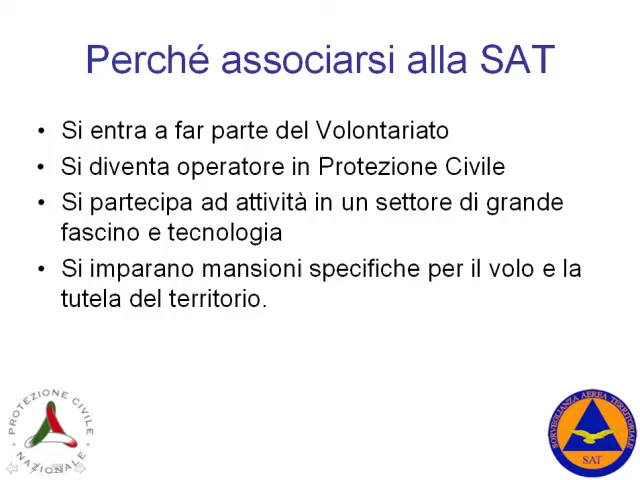 Perché associarsi alla SAT
• Si entra a far parte del Volontariato
• Si diventa operatore in Protezione Civile
• Si partecipa ad attività in un settore di grande
fascino e tecnologia
• Si imparano mansioni specifiche per il volo e la
tutela del territorio.
PROTEZIONE CIVILE
NAZIONALE
SORVEGLIANZA AEREA TERRITORIALE
SAT